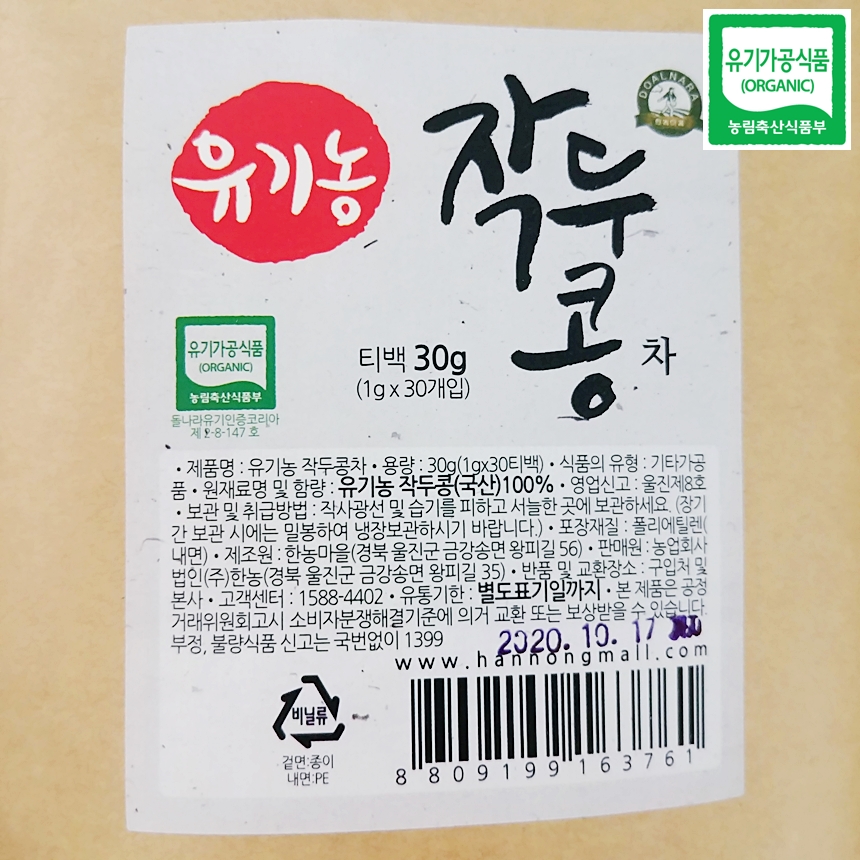 유기가공식품
(ORGANIC)
농림축산식품부
DOALNARA
유기농
작두콩 차
티백 30g
(1g x 30개입)
유기가공식품
(ORGANIC)
농림축산식품부
돌나라유기인증코리아
제 2-8-147 호
• 제품명 : 유기농 작두콩차 • 용량 : 30g(1gx30티백) • 식품의 유형 : 기타가공
품 • 원재료명 및 함량 : 유기농 작두콩(국산)100% • 영업신고 : 울진제8호
• 보관 및 취급방법 : 직사광선 및 습기를 피하고 서늘한 곳에 보관하세요. (장기
간 보관 시에는 밀봉하여 냉장보관하시기 바랍니다.) • 포장재질 : 폴리에틸렌(
내면) • 제조원 : 한농마을(경북 울진군 금강송면 왕피길 56) • 판매원 : 농업회사
법인(주)한농(경북 울진군 금강송면 왕피길 35) • 반품 및 교환장소 : 구입처 및
본사 • 고객센터 : 1588-4402 • 유통기한 : 별도표기일까지 • 본 제품은 공정
거래위원회고시 소비자분쟁해결기준에 의거 교환 또는 보상받을 수 있습니다.
부정, 불량식품 신고는 국번없이 1399
2020. 10. 17
www.hannongmall.com
비닐류
겉면:종이
내면:PE
8 809199 163761